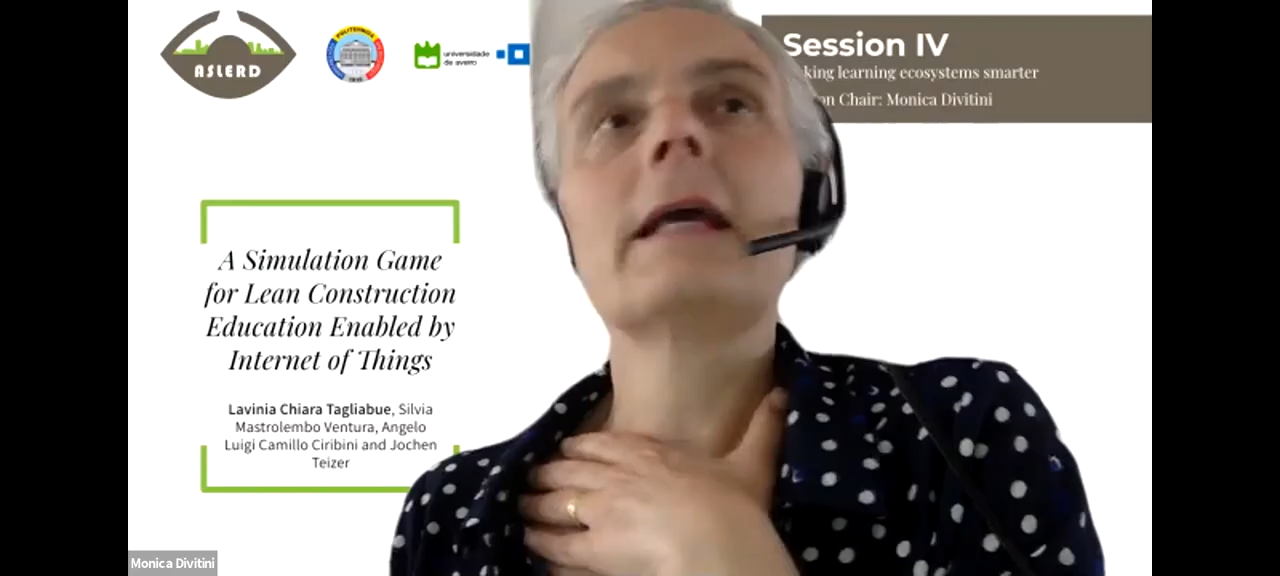 ASLERD
POLITEHNICA
universidade
de aveiro
Session IV
king learning ecosystems smarter
on Chair: Monica Divitini
A Simulation Game
for Lean Construction
Education Enabled by
Internet of Things
Lavinia Chiara Tagliabue, Silvia
Mastrolembo Ventura, Angelo
Luigi Camillo Ciribini and Jochen
Teizer
Monica Divitini